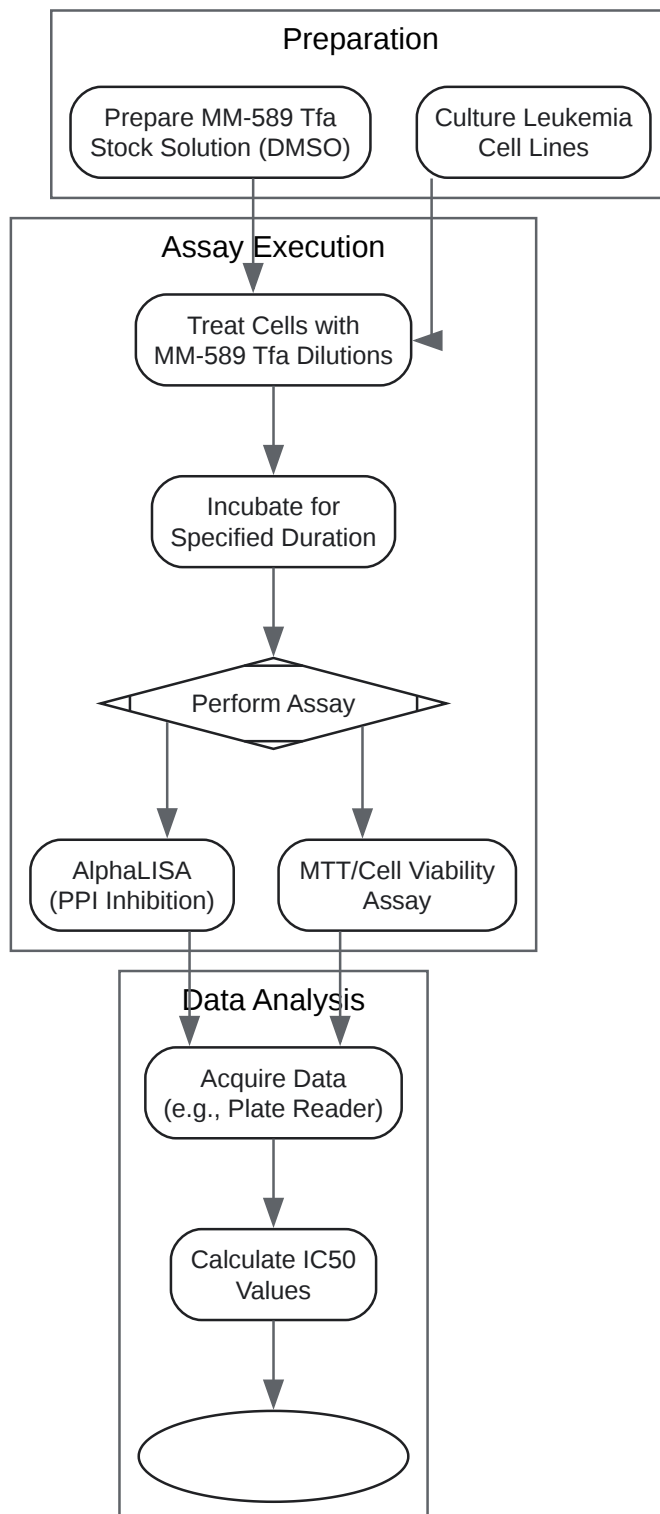 Preparation
Prepare MM-589 Tfa
Stock Solution (DMSO)
Culture Leukemia
Cell Lines
Assay Execution
Treat Cells with
MM-589 Tfa Dilutions
Incubate for
Specified Duration
Perform Assay
AlphaLISA
(PPI Inhibition)
MTT/Cell Viability
Assay
Data Analysis
Acquire Data
(e.g., Plate Reader)
Calculate IC50
Values